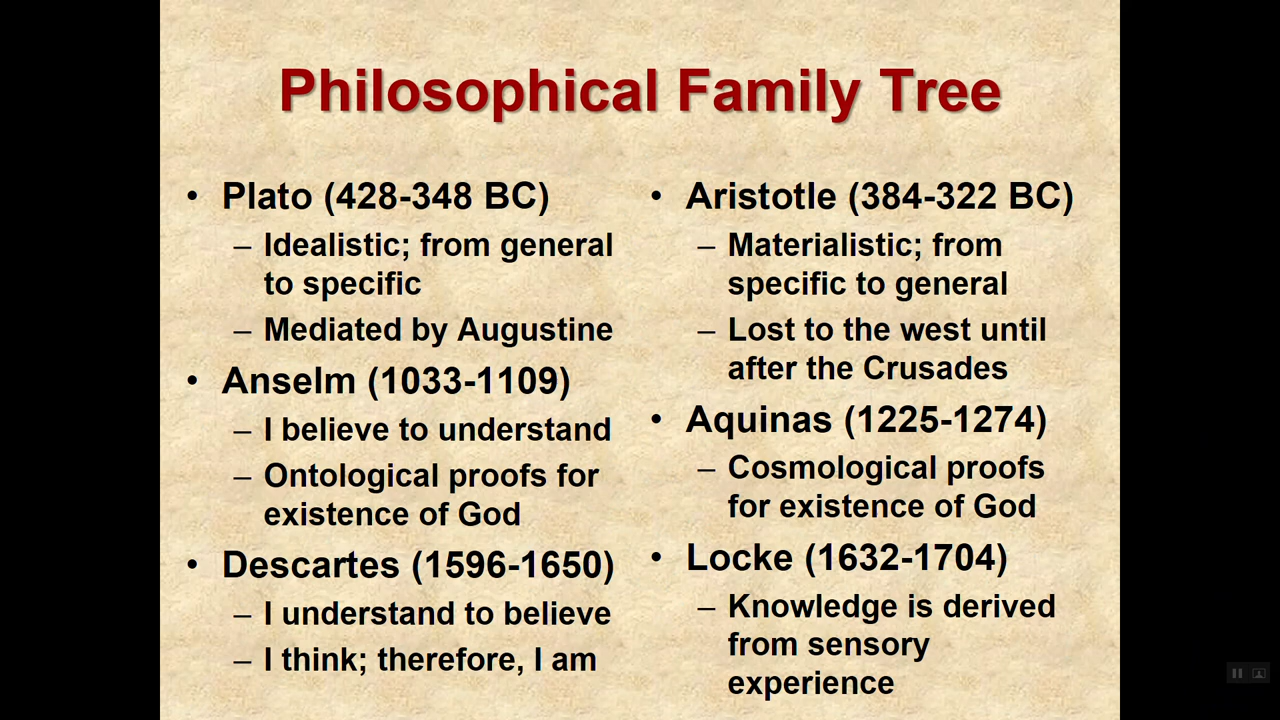 Philosophical Family Tree
• Plato (428-348 BC)
– Idealistic; from general
to specific
– Mediated by Augustine
• Anselm (1033-1109)
– I believe to understand
– Ontological proofs for
existence of God
• Descartes (1596-1650)
– I understand to believe
– I think; therefore, I am
• Aristotle (384-322 BC)
– Materialistic; from
specific to general
– Lost to the west until
after the Crusades
• Aquinas (1225-1274)
– Cosmological proofs
for existence of God
• Locke (1632-1704)
– Knowledge is derived
from sensory
experience